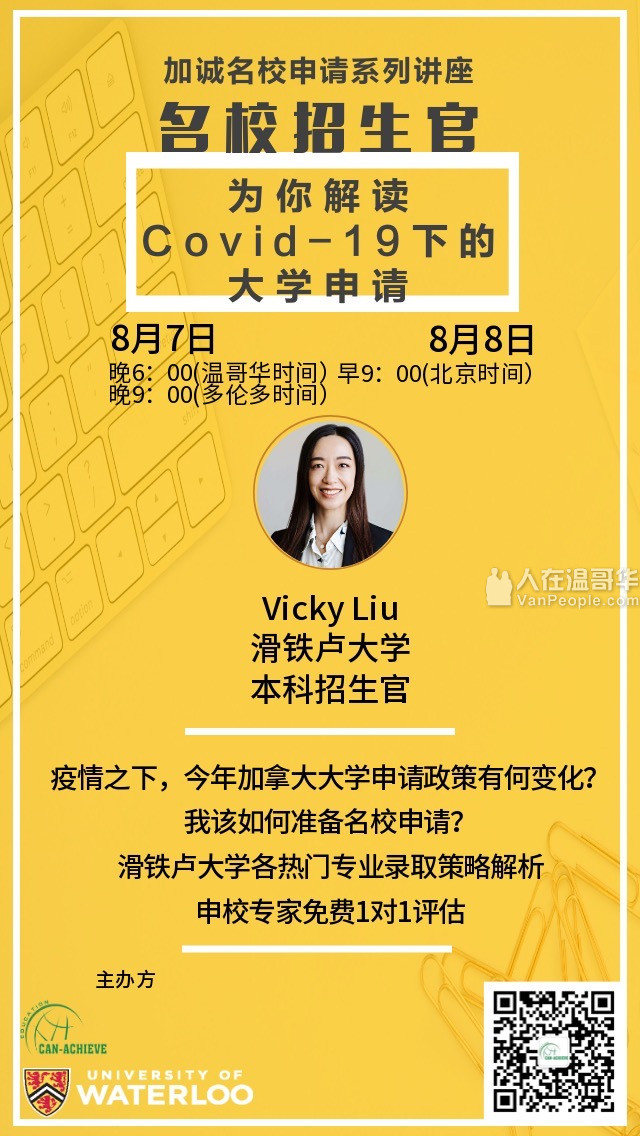 加诚名校申请系列讲座
名校招生官
为你解读
Covid-19下的
大学申请
8月7日
8月8日
晚6：00(温哥华时间)
早9：00(北京时间)
晚9：00(多伦多时间)
人在温哥华
VanPeople.com
Vicky Liu
滑铁卢大学
本科招生官
疫情之下，今年加拿大大学申请政策有何变化？
我该如何准备名校申请？
滑铁卢大学各热门专业录取策略解析
申校专家免费1对1评估
主办方
EDUCATION
CAN-ACHIEVE
UNIVERSITY OF
WATERLOO
CAN-ACHIEVE
command
option